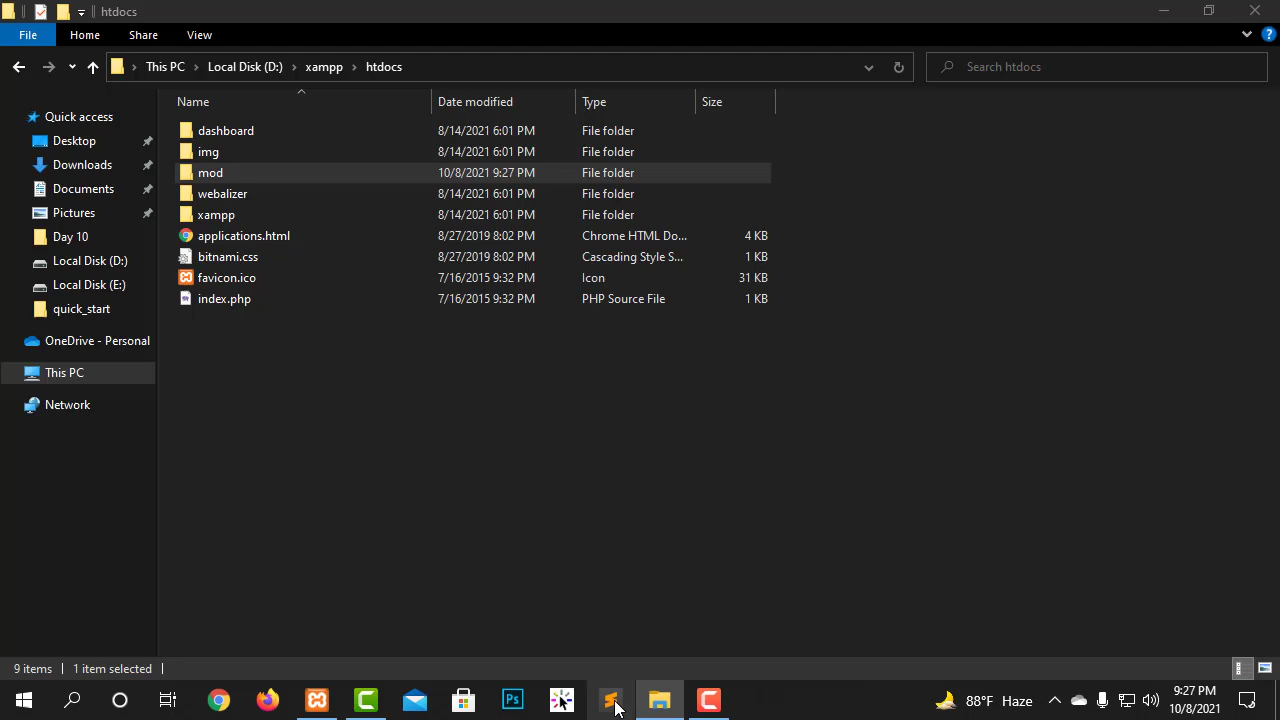 htdocs
File Home Share View
This PC Local Disk (D:) xampp htdocs Search htdocs
Name Date modified Type Size
Quick access
Desktop
Downloads
Documents
Pictures
Day 10
Local Disk (D:)
Local Disk (E:)
quick_start
OneDrive - Personal
This PC
Network
dashboard 8/14/2021 6:01 PM File folder
img 8/14/2021 6:01 PM File folder
mod 10/8/2021 9:27 PM File folder
webalizer 8/14/2021 6:01 PM File folder
xampp 8/14/2021 6:01 PM File folder
applications.html 8/27/2019 8:02 PM Chrome HTML Do... 4 KB
bitnami.css 8/27/2019 8:02 PM Cascading Style S... 1 KB
favicon.ico 7/16/2015 9:32 PM Icon 31 KB
index.php 7/16/2015 9:32 PM PHP Source File 1 KB
9 items 1 item selected
Ps
88°F Haze
9:27 PM
10/8/2021